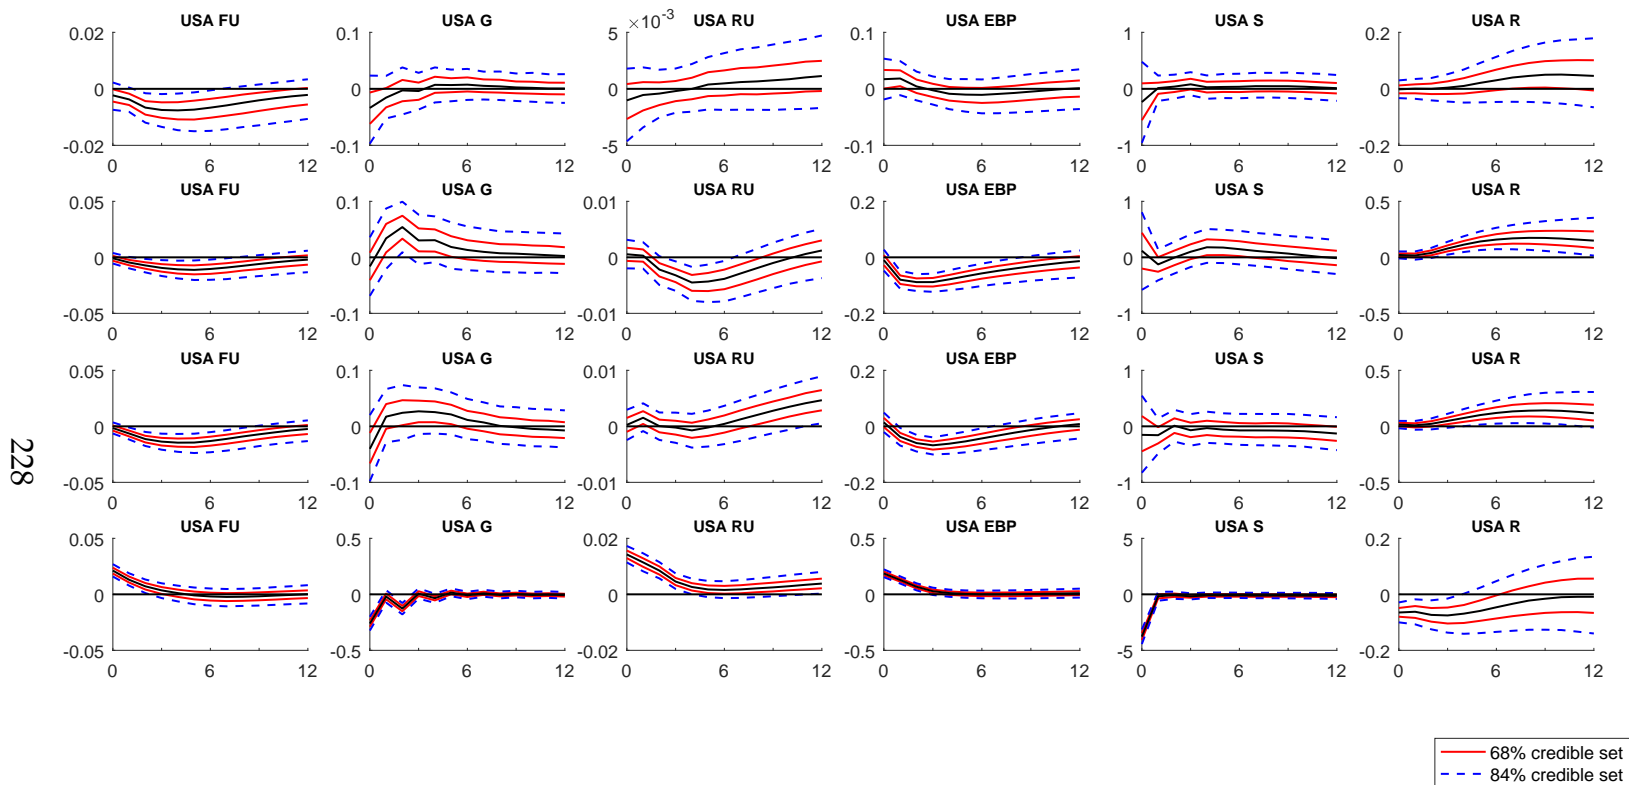 USA FU USA G USA RU USA EBP USA S USA R
0.02 0.1 5 ×10⁻³ 0.1 1 0.2
0 0 0 0 0 0
-0.02 -0.1 -5 -0.1 -1 -0.2
0 6 12 0 6 12 0 6 12 0 6 12 0 6 12 0 6 12
USA FU USA G USA RU USA EBP USA S USA R
0.05 0.1 0.01 0.2 1 0.5
0 0 0 0 0 0
-0.05 -0.1 -0.01 -0.2 -1 -0.5
0 6 12 0 6 12 0 6 12 0 6 12 0 6 12 0 6 12
USA FU USA G USA RU USA EBP USA S USA R
0.05 0.1 0.01 0.2 1 0.5
0 0 0 0 0 0
-0.05 -0.1 -0.01 -0.2 -1 -0.5
0 6 12 0 6 12 0 6 12 0 6 12 0 6 12 0 6 12
USA FU USA G USA RU USA EBP USA S USA R
0.05 0.5 0.02 0.5 5 0.2
0 0 0 0 0 0
-0.05 -0.5 -0.02 -0.5 -5 -0.2
0 6 12 0 6 12 0 6 12 0 6 12 0 6 12 0 6 12
68% credible set
84% credible set
228